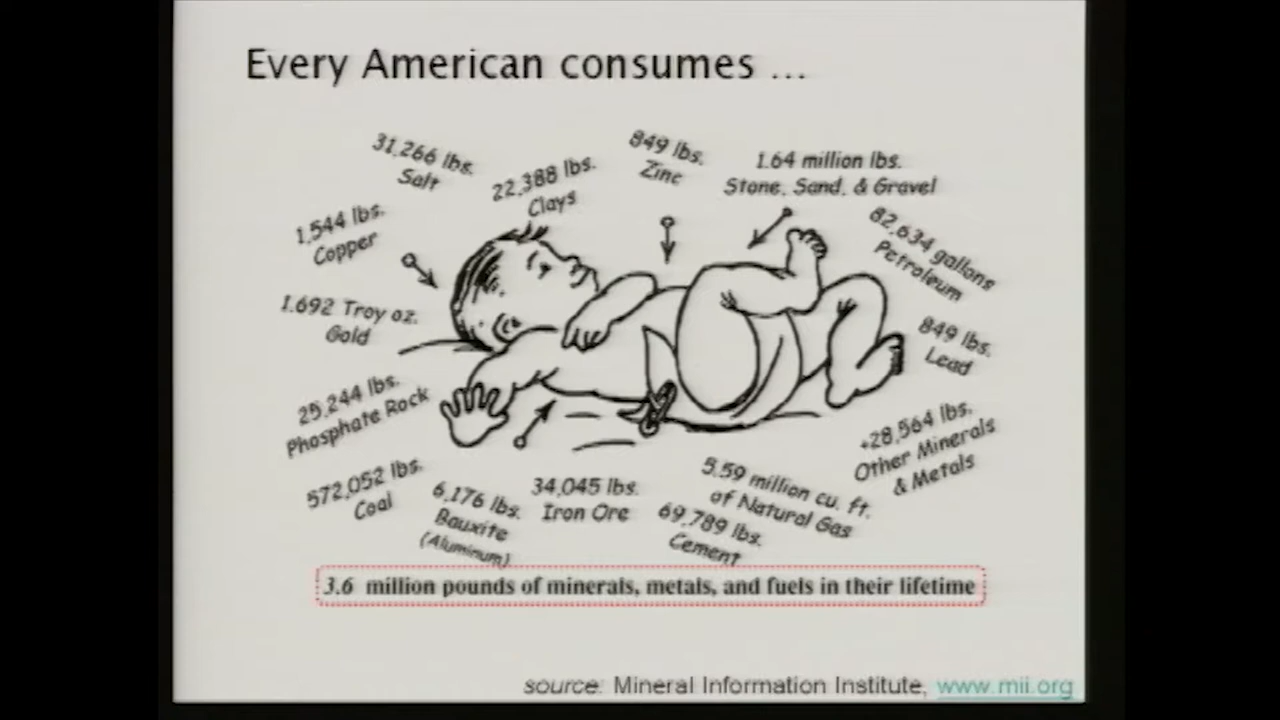 Every American consumes ...
31,266 lbs.
Salt
22,388 lbs.
Clays
849 lbs.
Zinc
1.64 million lbs.
Stone, Sand, & Gravel
1,544 lbs.
Copper
82,634 gallons
Petroleum
1.692 Troy oz.
Gold
849 lbs.
Lead
25,244 lbs.
Phosphate Rock
+28,564 lbs.
Other Minerals
& Metals
572,052 lbs.
Coal
6,176 lbs.
Bauxite
(Aluminum)
34,045 lbs.
Iron Ore
5.59 million cu. ft.
of Natural Gas
69,789 lbs.
Cement
3.6 million pounds of minerals, metals, and fuels in their lifetime
source: Mineral Information Institute, www.mii.org